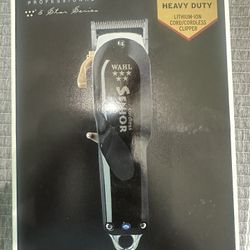 PROFESSIONAL
5 Star Series
HEAVY DUTY
LITHIUM-ION
CORD/CORDLESS
CLIPPER
WAHL
SENIOR